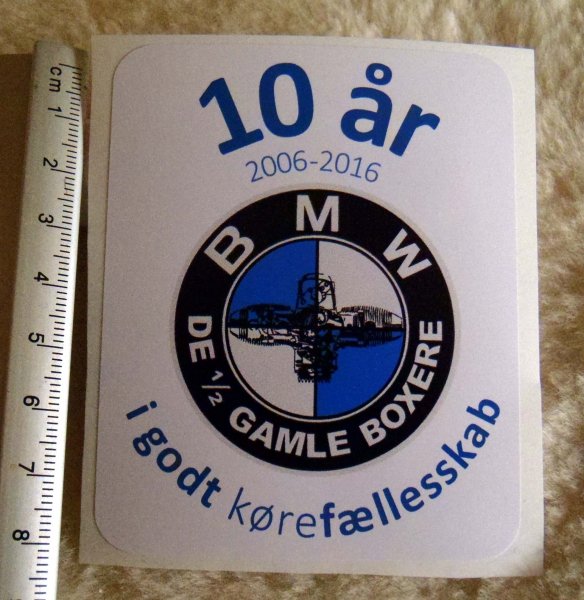 10 år
2006-2016
BMW
DE ½ GAMLE BOXERE
i godt kørefællesskab
cm 1 2 3 4 5 6 7 8